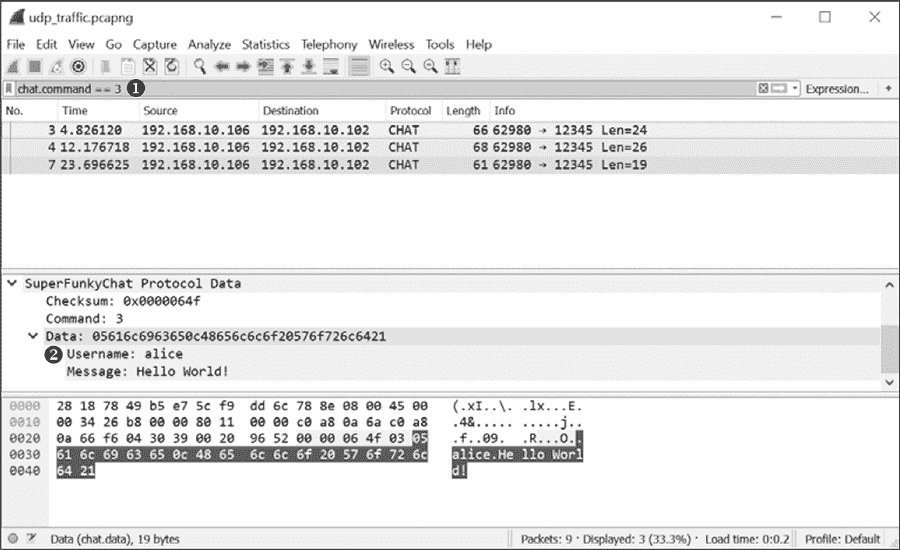 udp_traffic.pcapng
File Edit View Go Capture Analyze Statistics Telephony Wireless Tools Help
chat.command == 3 ❶ Expression... +
No. Time Source Destination Protocol Length Info
3 4.826120 192.168.10.106 192.168.10.102 CHAT 66 62980 → 12345 Len=24
4 12.176718 192.168.10.106 192.168.10.102 CHAT 68 62980 → 12345 Len=26
7 23.696625 192.168.10.106 192.168.10.102 CHAT 61 62980 → 12345 Len=19
SuperFunkyChat Protocol Data
Checksum: 0x0000064f
Command: 3
Data: 05616c6963650c48656c6c6f20576f726c6421
❷ Username: alice
Message: Hello World!
0000 28 18 78 49 b5 e7 5c f9 dd 6c 78 8e 08 00 45 00 (.xI..\. .lx...E.
0010 00 34 26 b8 00 00 80 11 00 00 c0 a8 0a 6a c0 a8 .4&..... .....j..
0020 0a 66 f6 04 30 39 00 20 96 52 00 00 06 4f 03 05 .f..09. .R...O..
0030 61 6c 69 63 65 0c 48 65 6c 6c 6f 20 57 6f 72 6c alice.He llo Worl
0040 64 21 d!
Data (chat.data), 19 bytes Packets: 9 · Displayed: 3 (33.3%) · Load time: 0:0.2 Profile: Default